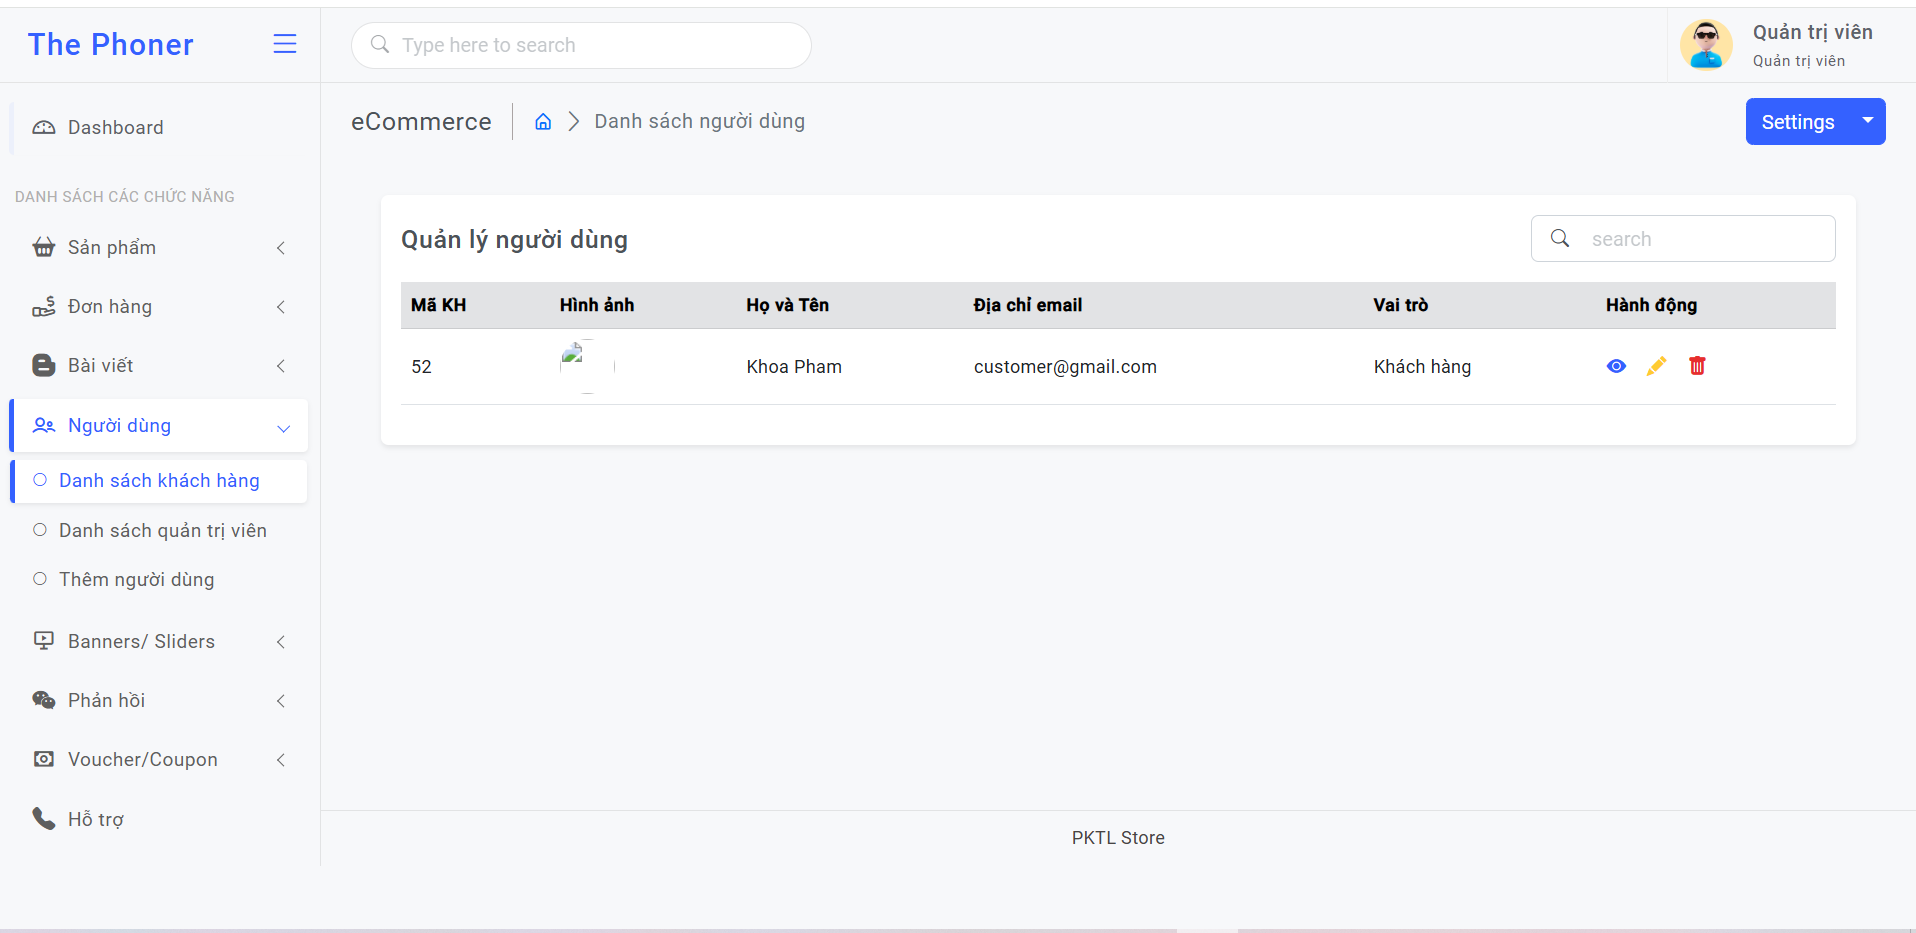 The Phoner
Type here to search
Quản trị viên
Quản trị viên
Dashboard
eCommerce
Danh sách người dùng
Settings
DANH SÁCH CÁC CHỨC NĂNG
Sản phẩm
Đơn hàng
Bài viết
Người dùng
Danh sách khách hàng
Danh sách quản trị viên
Thêm người dùng
Banners/ Sliders
Phản hồi
Voucher/Coupon
Hỗ trợ
Quản lý người dùng
search
Mã KH Hình ảnh Họ và Tên Địa chỉ email Vai trò Hành động
52 Khoa Pham customer@gmail.com Khách hàng
PKTL Store